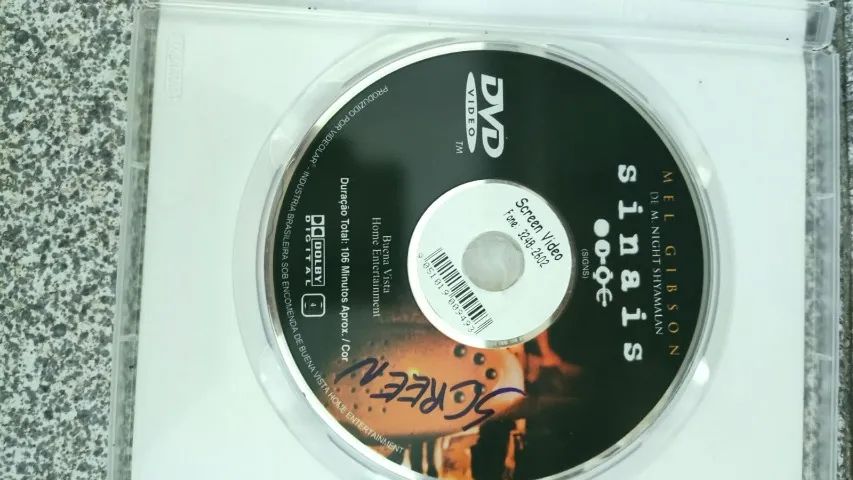 MEL GIBSON
DE M. NIGHT SHYAMALAN
sinais
(SIGNS)
DVD
VIDEO
TM
Screen Video
Fone: 3248-2602
Buena Vista
Home Entertainment
Duração Total: 106 Minutos Aprox. / Cor
DOLBY
DIGITAL
4
SCREEN
PRODUZIDO POR VIDEOLAR - INDÚSTRIA BRASILEIRA SOB ENCOMENDA DE BUENA VISTA HOME ENTERTAINMENT